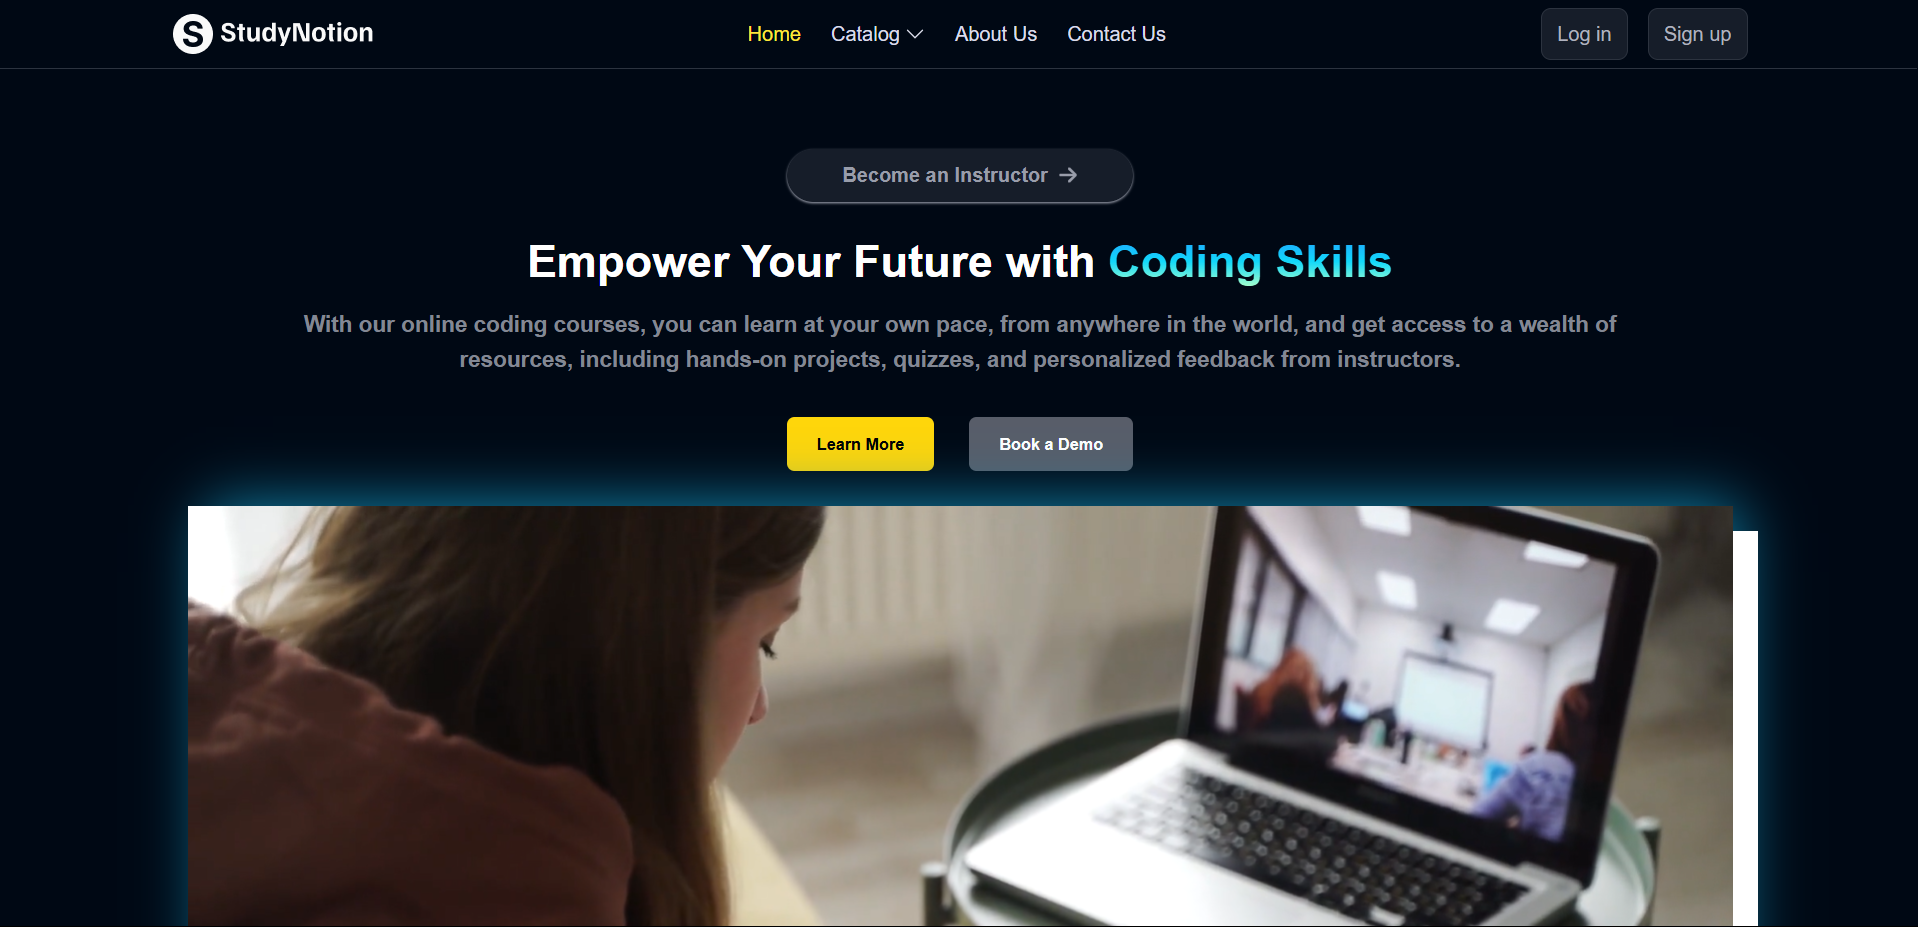 S StudyNotion
Home Catalog About Us Contact Us
Log in Sign up
Become an Instructor →
Empower Your Future with Coding Skills
With our online coding courses, you can learn at your own pace, from anywhere in the world, and get access to a wealth of
resources, including hands-on projects, quizzes, and personalized feedback from instructors.
Learn More Book a Demo